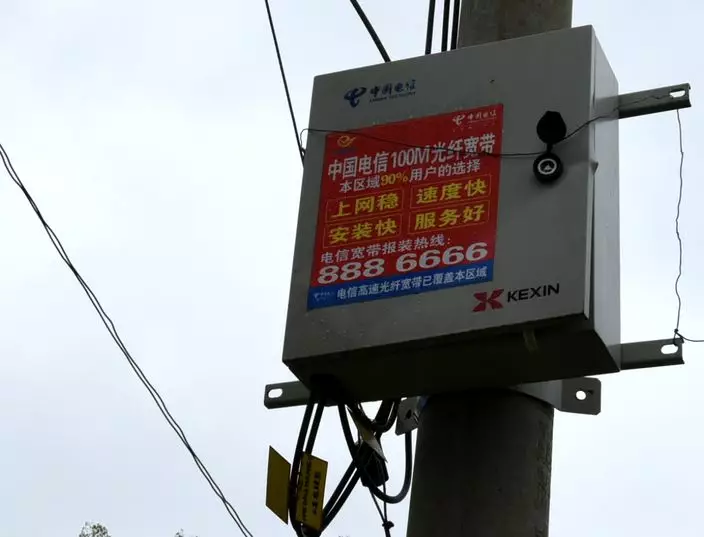 中国电信
中国电信
中国电信100M光纤宽带
本区域90%用户的选择
上网稳 速度快
安装快 服务好
电信宽带报装热线:
888 6666
电信高速光纤宽带已覆盖本区域
KEXIN